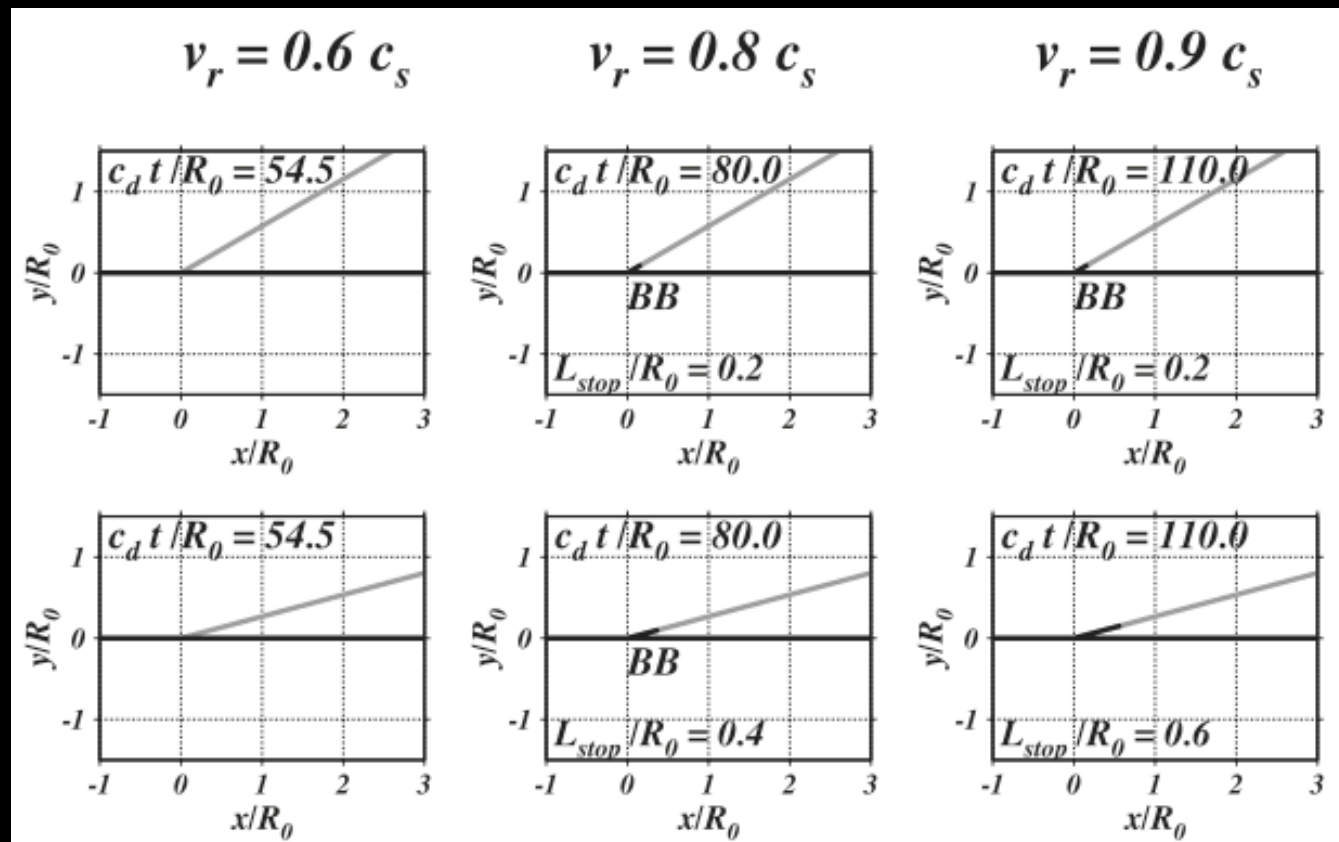 v_r = 0.6 c_s
v_r = 0.8 c_s
v_r = 0.9 c_s
c_d t /R_0 = 54.5
1
0
-1
y/R_0
-1 0 1 2 3
x/R_0
c_d t /R_0 = 80.0
1
0
-1
y/R_0
BB
L_stop /R_0 = 0.2
-1 0 1 2 3
x/R_0
c_d t /R_0 = 110.0
1
0
-1
y/R_0
BB
L_stop /R_0 = 0.2
-1 0 1 2 3
x/R_0
c_d t /R_0 = 54.5
1
0
-1
y/R_0
-1 0 1 2 3
x/R_0
c_d t /R_0 = 80.0
1
0
-1
y/R_0
BB
L_stop /R_0 = 0.4
-1 0 1 2 3
x/R_0
c_d t /R_0 = 110.0
1
0
-1
y/R_0
L_stop /R_0 = 0.6
-1 0 1 2 3
x/R_0